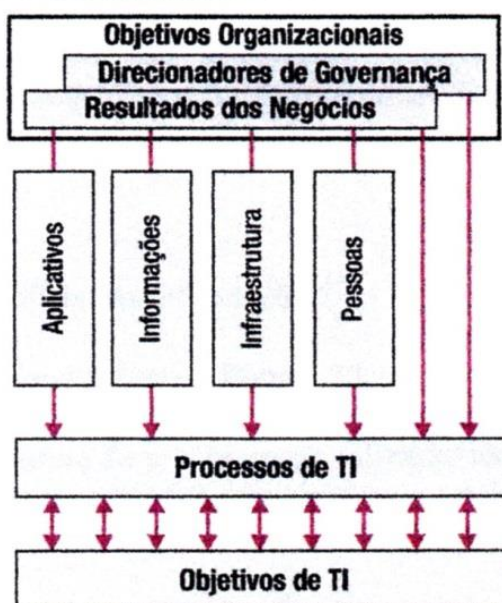 Objetivos Organizacionais
Direcionadores de Governança
Resultados dos Negócios
Aplicativos
Informações
Infraestrutura
Pessoas
Processos de TI
Objetivos de TI